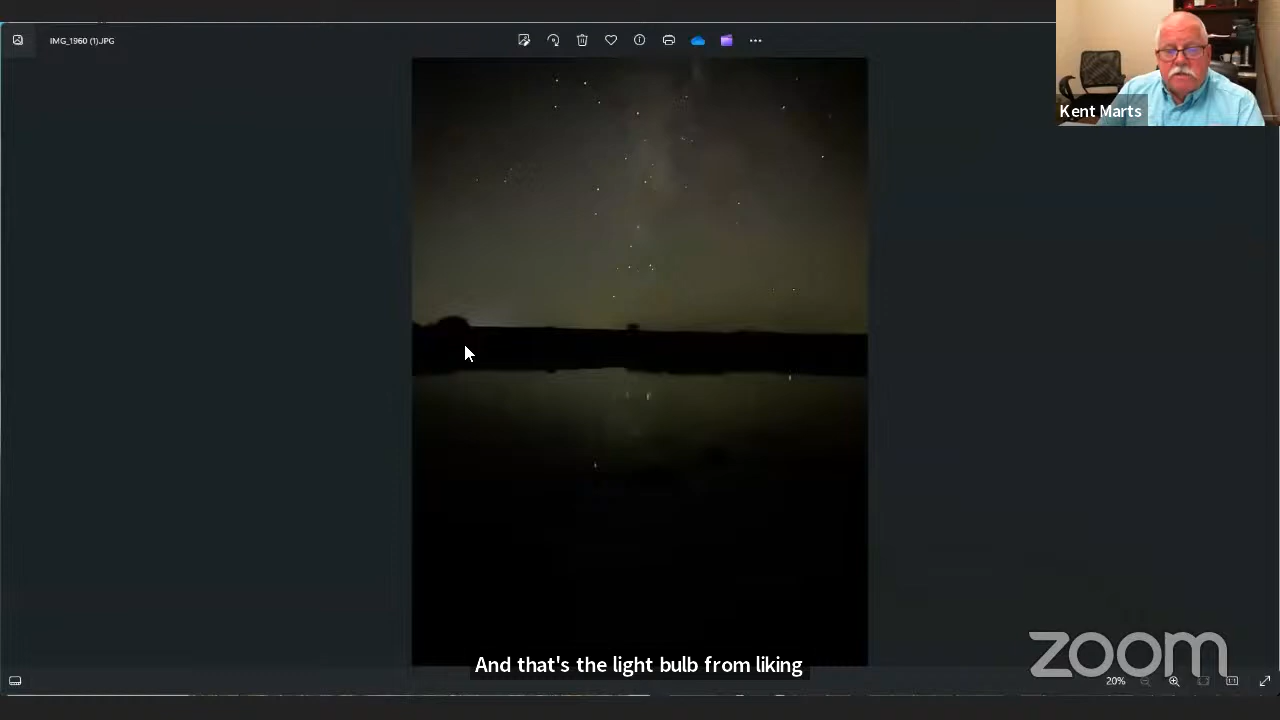 IMG_1960 (1).JPG
Kent Marts
And that's the light bulb from liking
zoom
20%